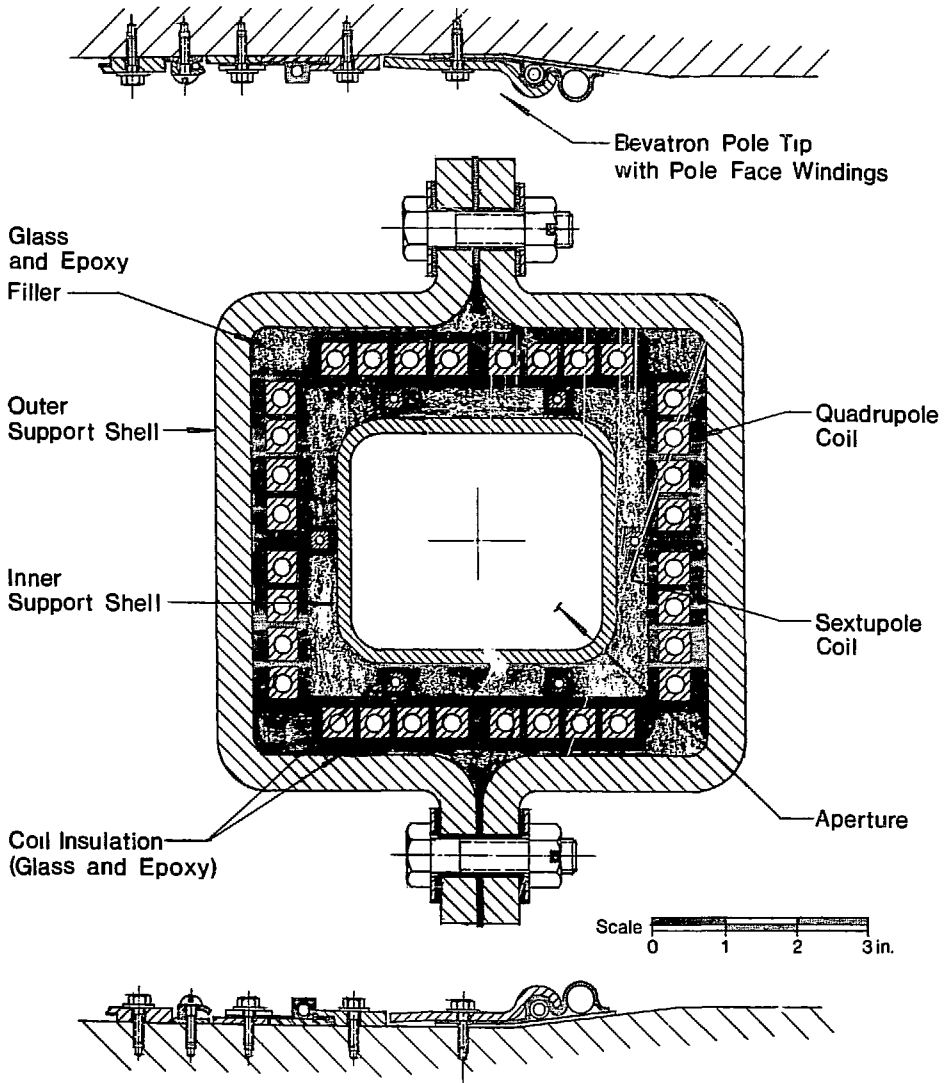 Bevatron Pole Tip
with Pole Face Windings
Glass
and Epoxy
Filler
Outer
Support Shell
Quadrupole
Coil
Inner
Support Shell
Sextupole
Coil
Coil Insulation
(Glass and Epoxy)
Aperture
Scale
0 1 2 3 in.